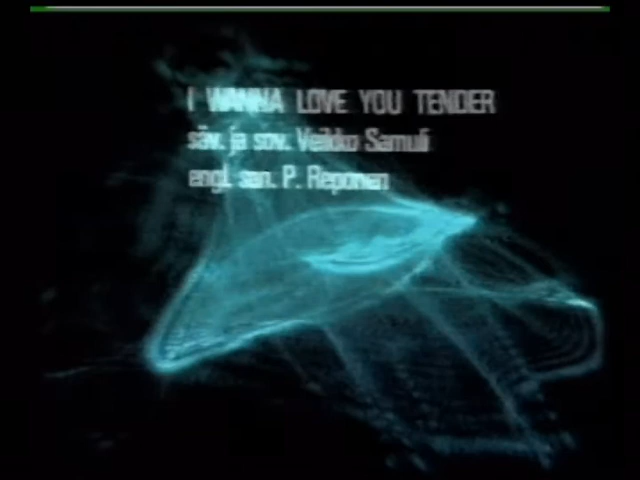 I WANNA LOVE YOU TENDER
säv. ja sov. Veikko Samuli
engl. san. P. Reponen